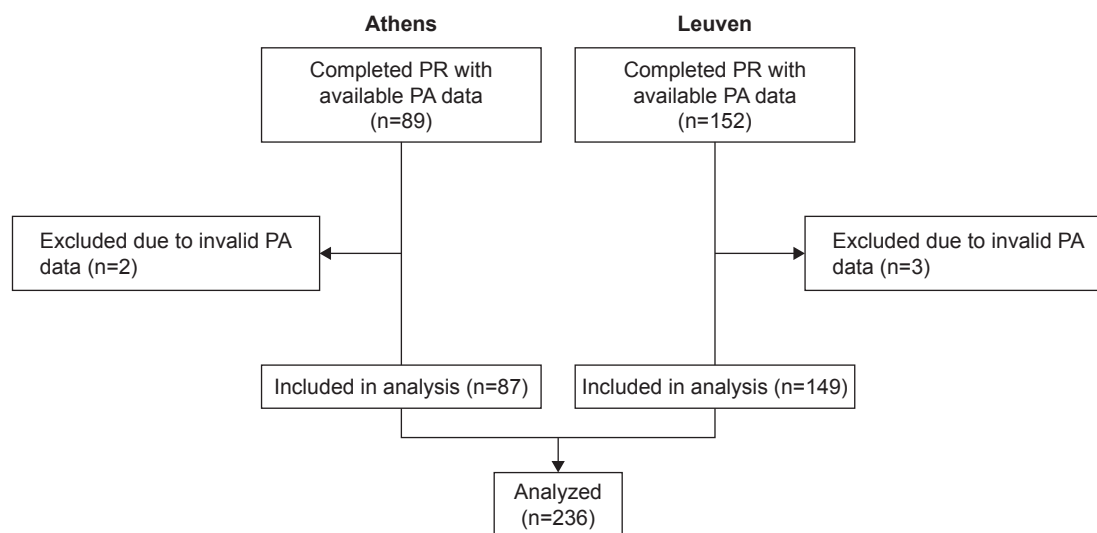 Athens
Leuven
Completed PR with
available PA data
(n=89)
Completed PR with
available PA data
(n=152)
Excluded due to invalid PA
data (n=2)
Excluded due to invalid PA
data (n=3)
Included in analysis (n=87)
Included in analysis (n=149)
Analyzed
(n=236)